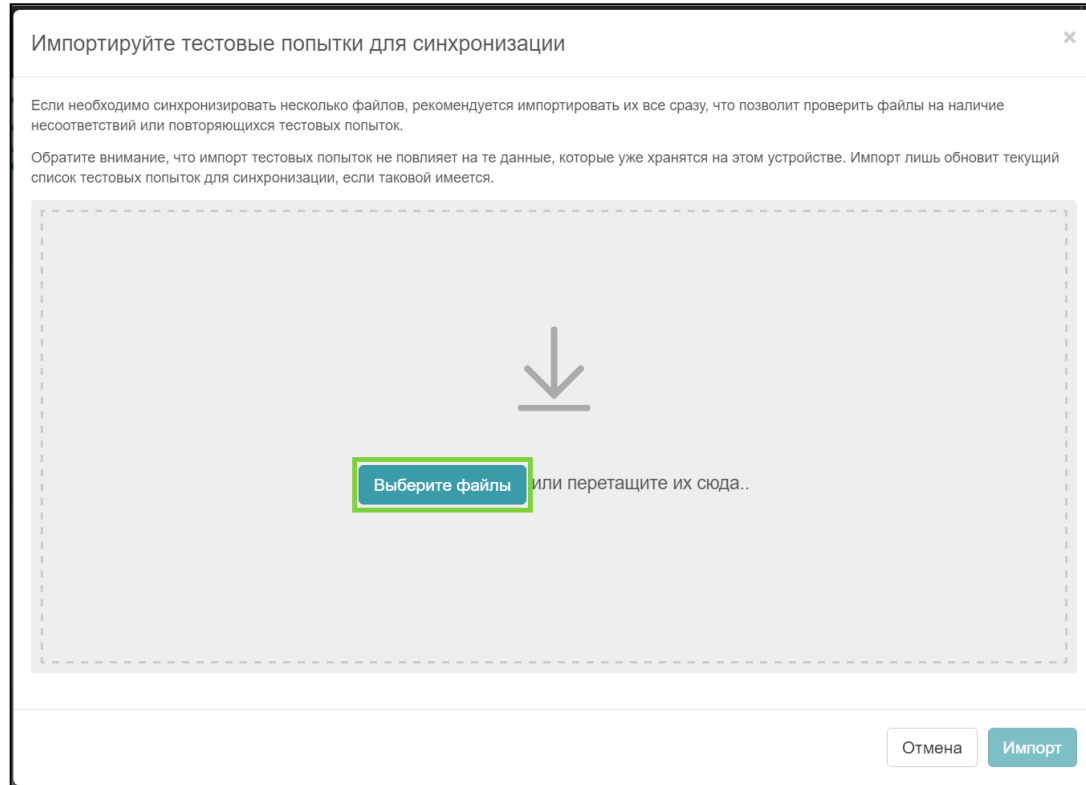 Импортируйте тестовые попытки для синхронизации
×
Если необходимо синхронизировать несколько файлов, рекомендуется импортировать их все сразу, что позволит проверить файлы на наличие
несоответствий или повторяющихся тестовых попыток.
Обратите внимание, что импорт тестовых попыток не повлияет на те данные, которые уже хранятся на этом устройстве. Импорт лишь обновит текущий
список тестовых попыток для синхронизации, если таковой имеется.
Выберите файлы или перетащите их сюда..
Отмена Импорт